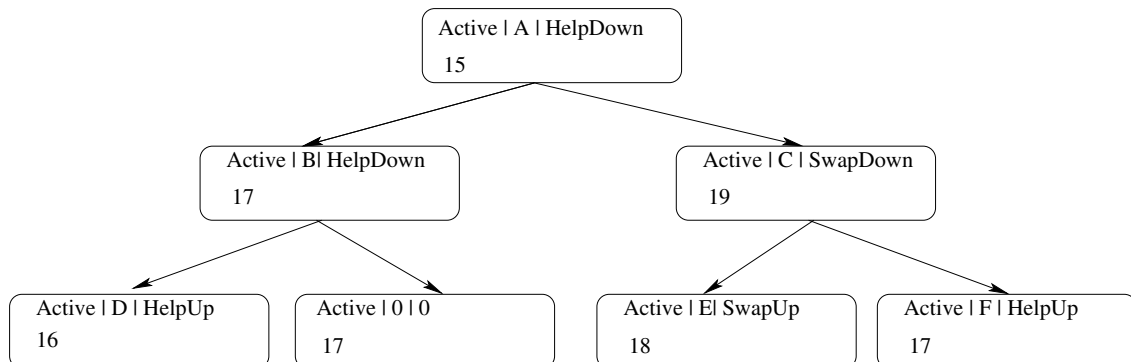 Active | A | HelpDown
15
Active | B| HelpDown
17
Active | C | SwapDown
19
Active | D | HelpUp
16
Active | 0 | 0
17
Active | E| SwapUp
18
Active | F | HelpUp
17